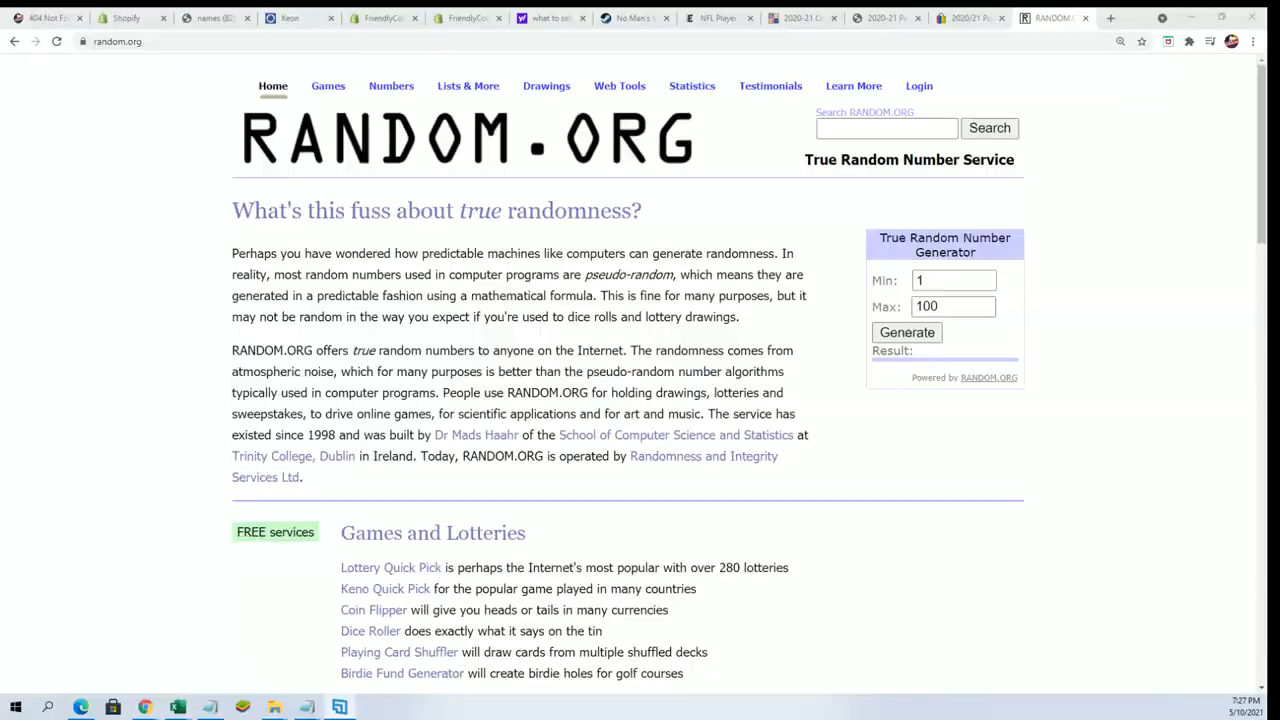 404 Not Fo
Shopify
names (82)
Xeon
FriendlyCo
FriendlyCo
what to sel
No Man's
NFL Player
2020-21 C
2020-21 Pa
2020/21 Pa
RANDOM.
random.org
Home
Games
Numbers
Lists & More
Drawings
Web Tools
Statistics
Testimonials
Learn More
Login
RANDOM.ORG
Search RANDOM.ORG
Search
True Random Number Service
What's this fuss about true randomness?
Perhaps you have wondered how predictable machines like computers can generate randomness. In
reality, most random numbers used in computer programs are pseudo-random, which means they are
generated in a predictable fashion using a mathematical formula. This is fine for many purposes, but it
may not be random in the way you expect if you're used to dice rolls and lottery drawings.
RANDOM.ORG offers true random numbers to anyone on the Internet. The randomness comes from
atmospheric noise, which for many purposes is better than the pseudo-random number algorithms
typically used in computer programs. People use RANDOM.ORG for holding drawings, lotteries and
sweepstakes, to drive online games, for scientific applications and for art and music. The service has
existed since 1998 and was built by Dr Mads Haahr of the School of Computer Science and Statistics at
Trinity College, Dublin in Ireland. Today, RANDOM.ORG is operated by Randomness and Integrity
Services Ltd.
True Random Number
Generator
Min: 1
Max: 100
Generate
Result:
Powered by RANDOM.ORG
FREE services
Games and Lotteries
Lottery Quick Pick is perhaps the Internet's most popular with over 280 lotteries
Keno Quick Pick for the popular game played in many countries
Coin Flipper will give you heads or tails in many currencies
Dice Roller does exactly what it says on the tin
Playing Card Shuffler will draw cards from multiple shuffled decks
Birdie Fund Generator will create birdie holes for golf courses
7:27 PM
5/10/2021